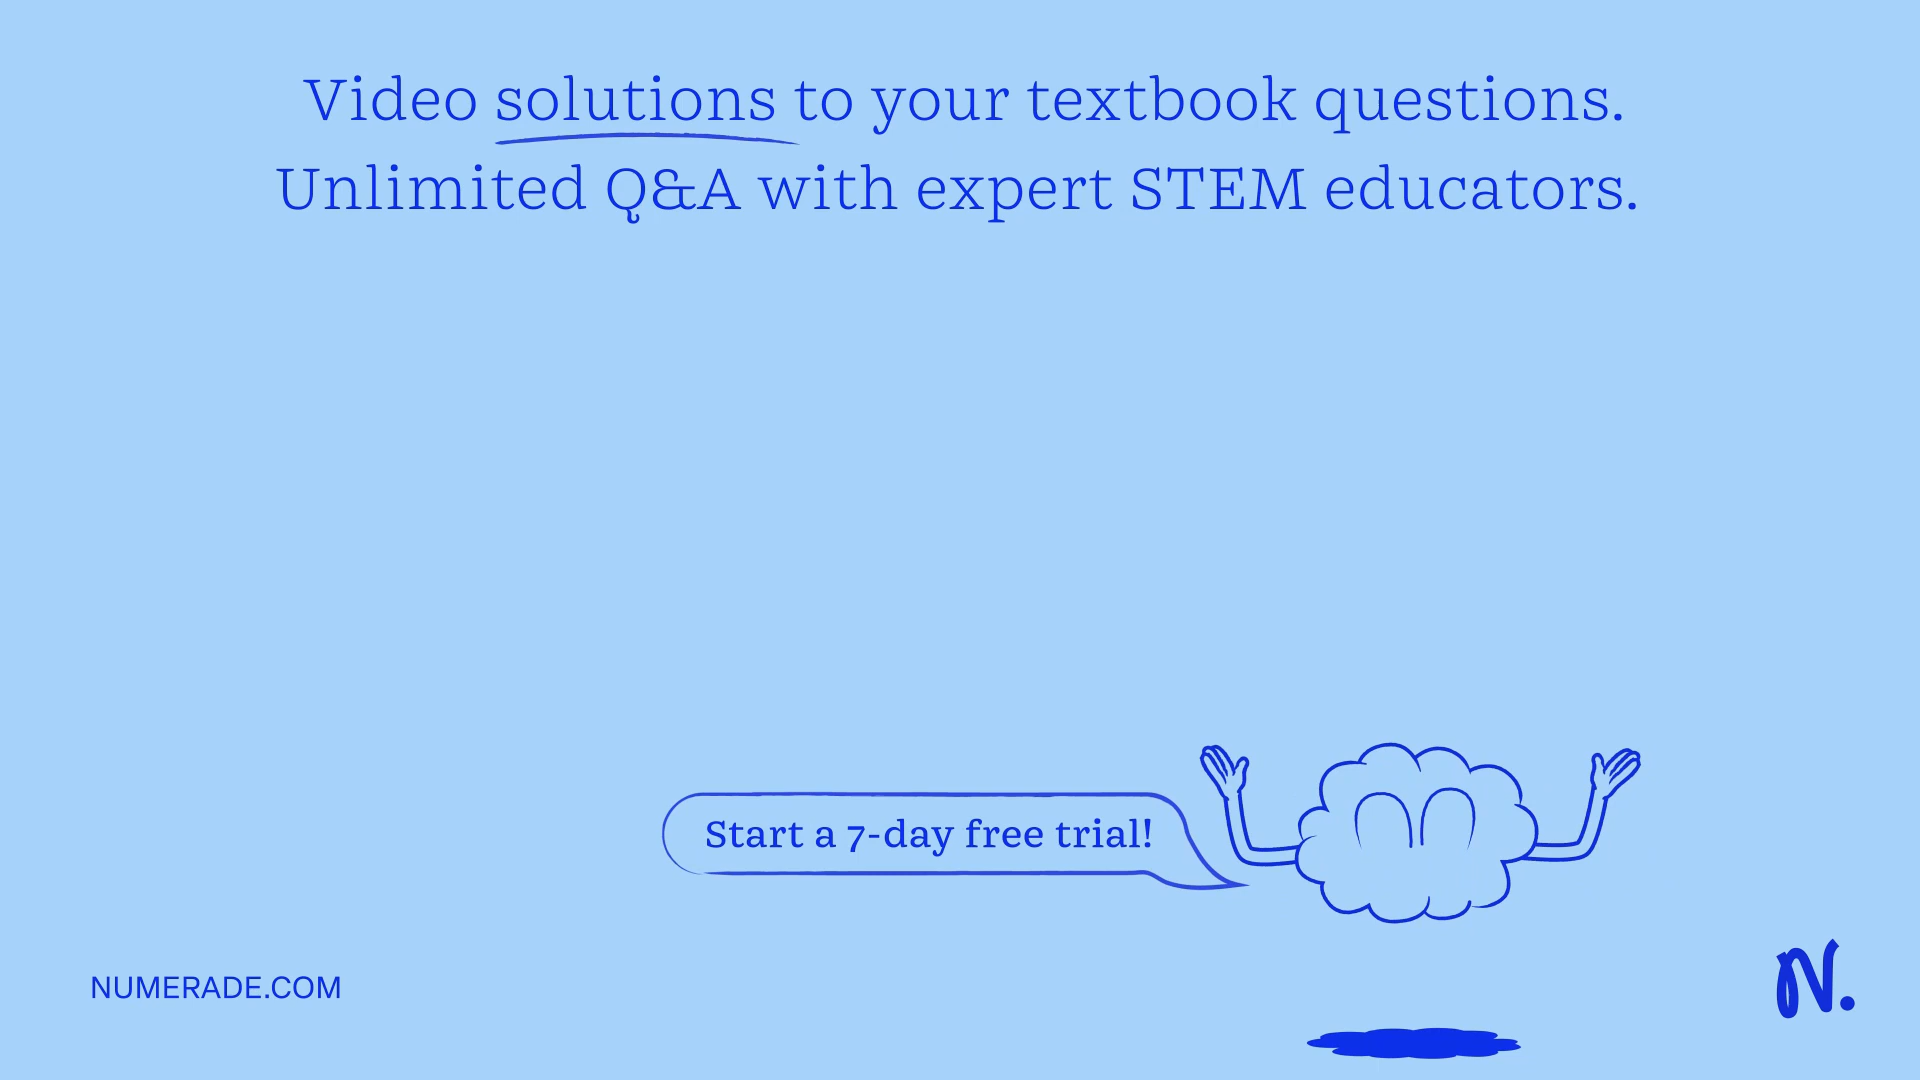 Video solutions to your textbook questions.
Unlimited Q&A with expert STEM educators.
Start a 7-day free trial!
NUMERADE.COM
N.